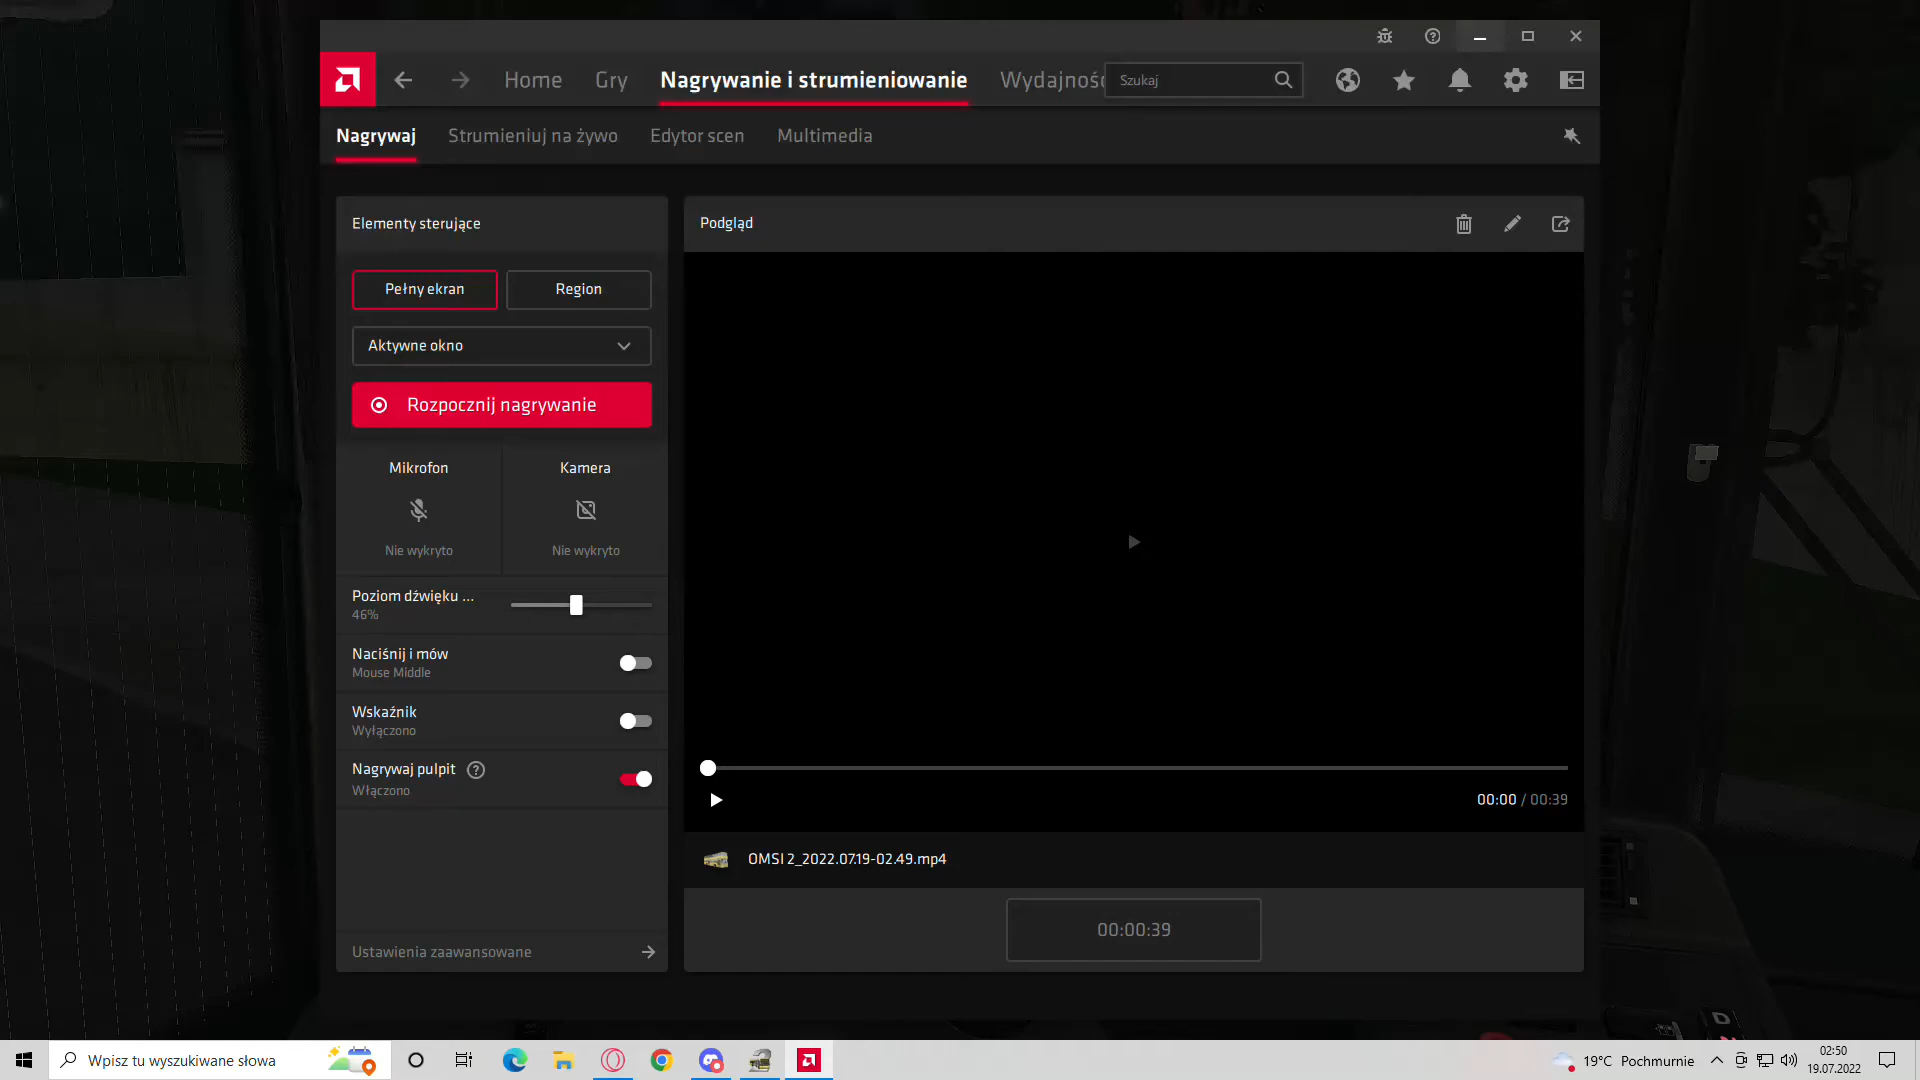 Home
Gry
Nagrywanie i strumieniowanie
Wydajność
Szukaj
Nagrywaj
Strumieniuj na żywo
Edytor scen
Multimedia
Elementy sterujące
Pełny ekran
Region
Aktywne okno
Rozpocznij nagrywanie
Mikrofon
Kamera
Nie wykryto
Nie wykryto
Poziom dźwięku ...
46%
Naciśnij i mów
Mouse Middle
Wskaźnik
Wyłączono
Nagrywaj pulpit
Włączono
Ustawienia zaawansowane
Podgląd
00:00 / 00:39
OMSI 2_2022.07.19-02.49.mp4
00:00:39
Wpisz tu wyszukiwane słowa
19°C Pochmurnie
02:50
19.07.2022